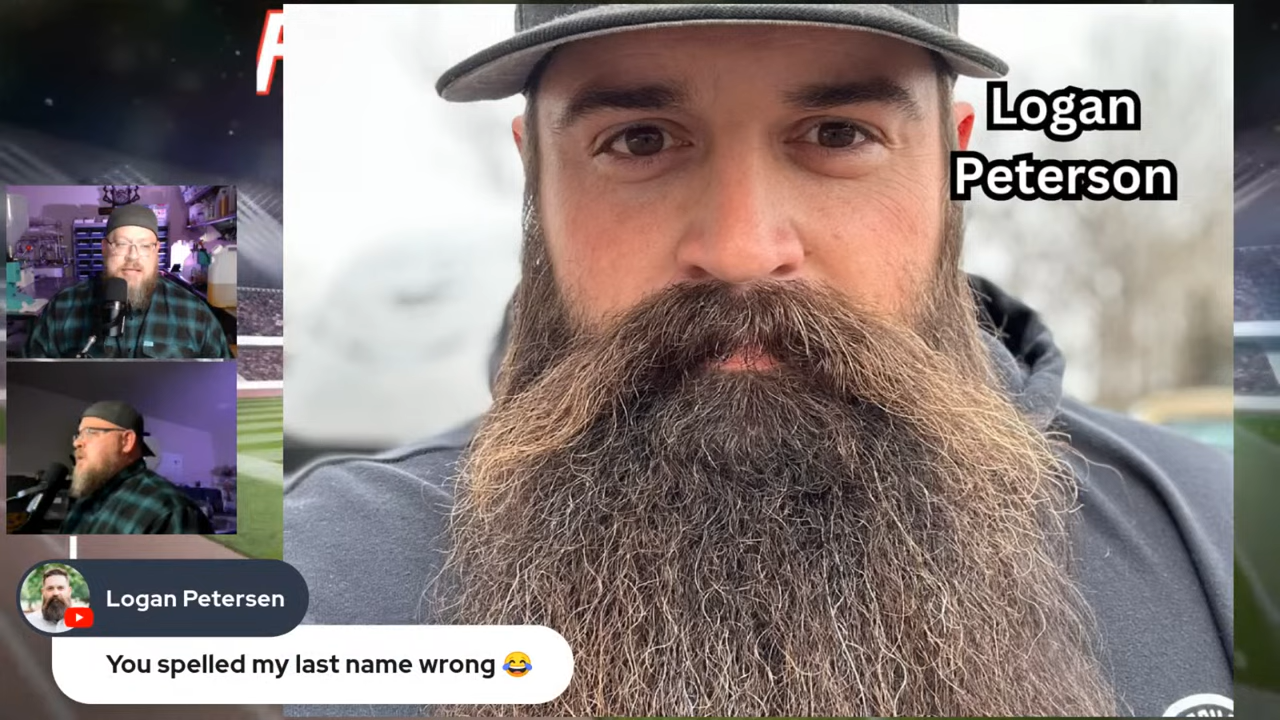 Logan
Peterson
Logan Petersen
You spelled my last name wrong 😂